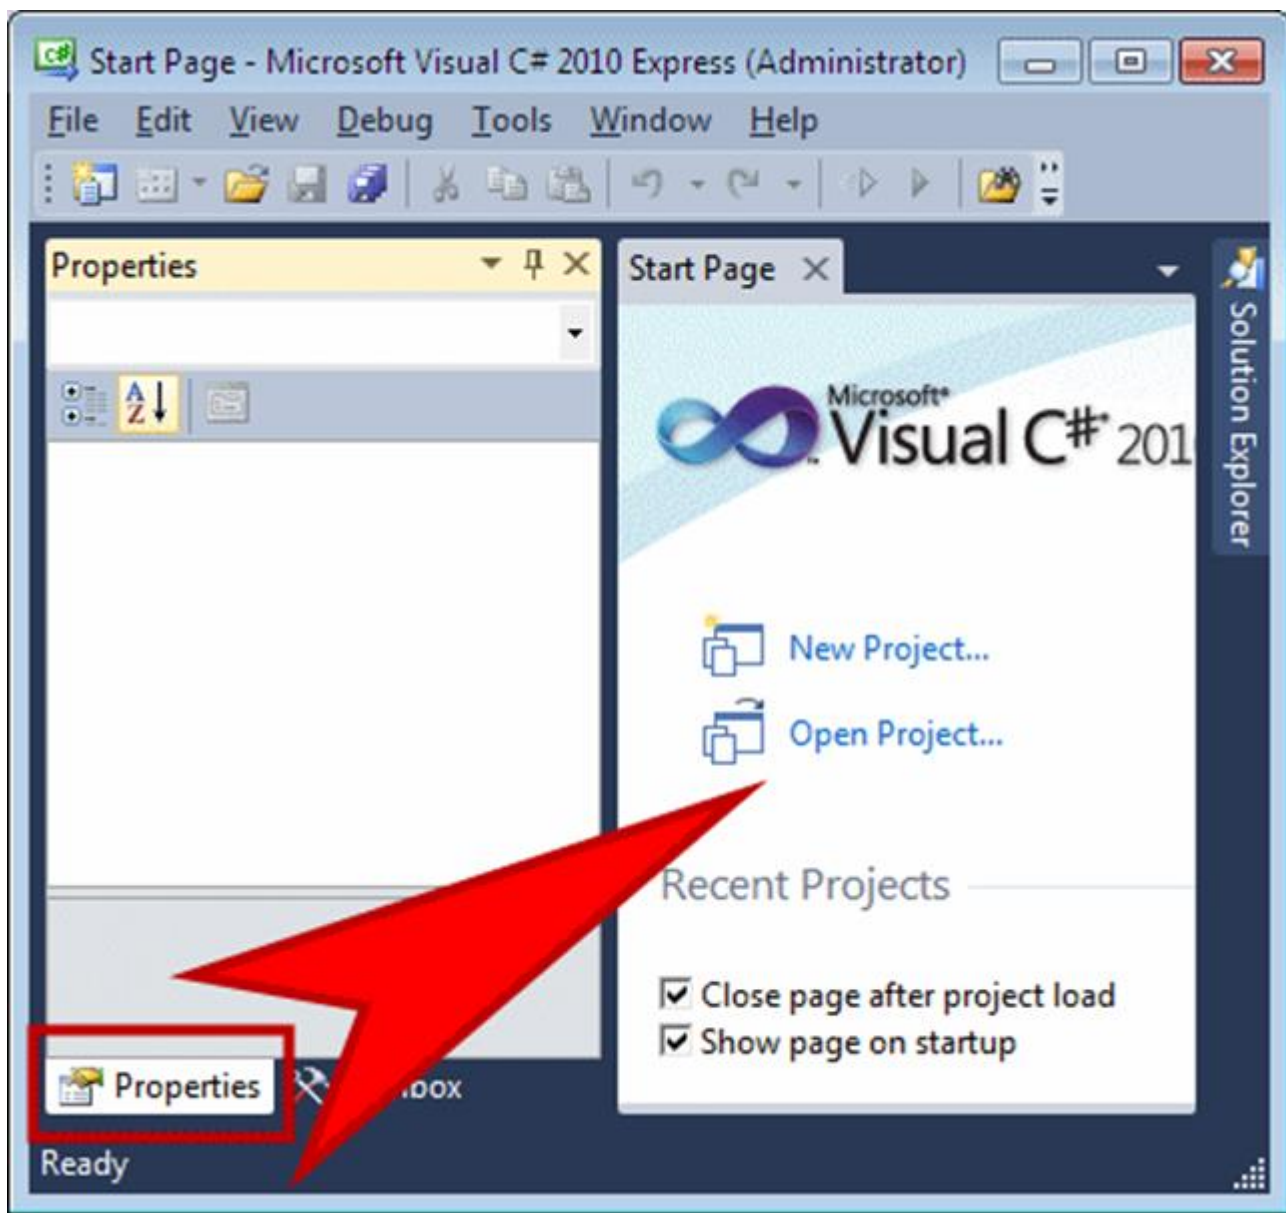 Start Page - Microsoft Visual C# 2010 Express (Administrator)
File Edit View Debug Tools Window Help
Properties
Start Page
Solution Explorer
Microsoft®
Visual C#® 201
New Project...
Open Project...
Recent Projects
Close page after project load
Show page on startup
Properties
Ready